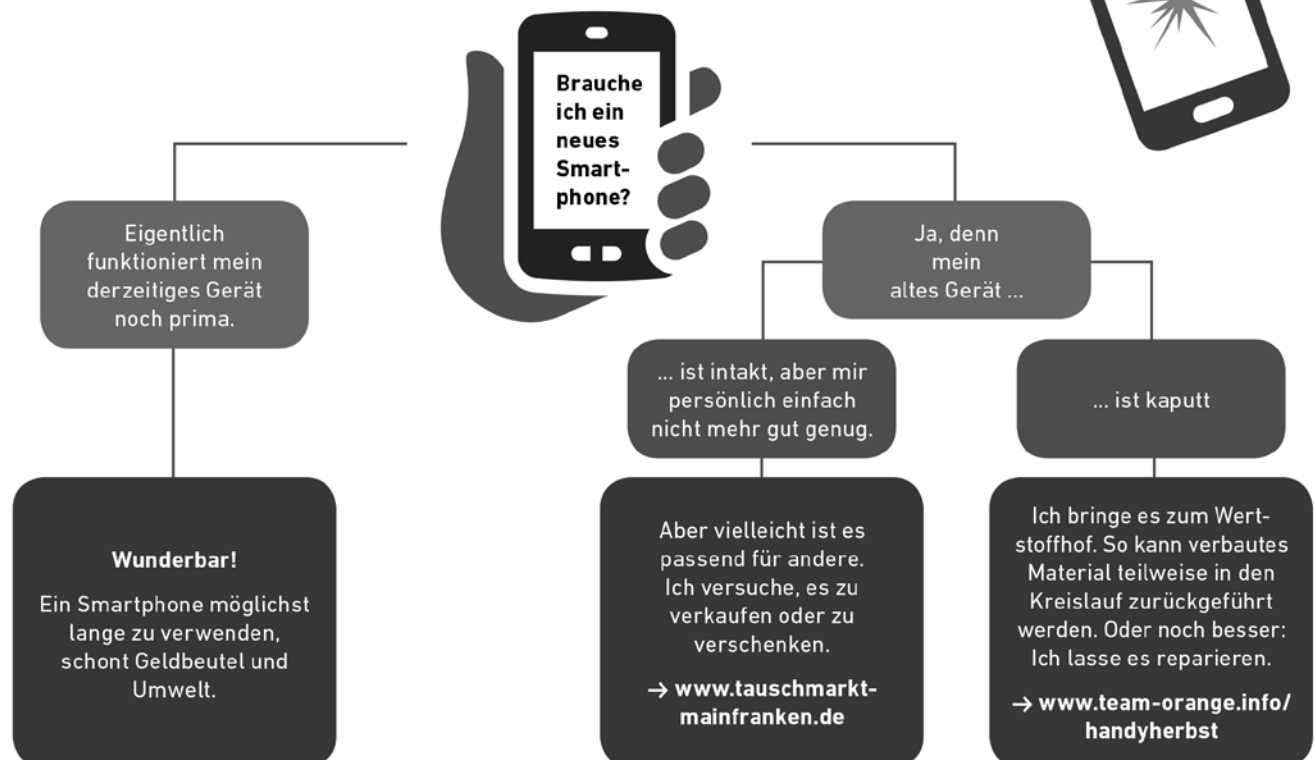 Brauche
ich ein
neues
Smart-
phone?
Eigentlich
funktioniert mein
derzeitiges Gerät
noch prima.
Wunderbar!
Ein Smartphone möglichst
lange zu verwenden,
schont Geldbeutel und
Umwelt.
Ja, denn
mein
altes Gerät ...
... ist intakt, aber mir
persönlich einfach
nicht mehr gut genug.
Aber vielleicht ist es
passend für andere.
Ich versuche, es zu
verkaufen oder zu
verschenken.
→ www.tauschmarkt-
mainfranken.de
... ist kaputt
Ich bringe es zum Wert-
stoffhof. So kann verbautes
Material teilweise in den
Kreislauf zurückgeführt
werden. Oder noch besser:
Ich lasse es reparieren.
→ www.team-orange.info/
handyherbst